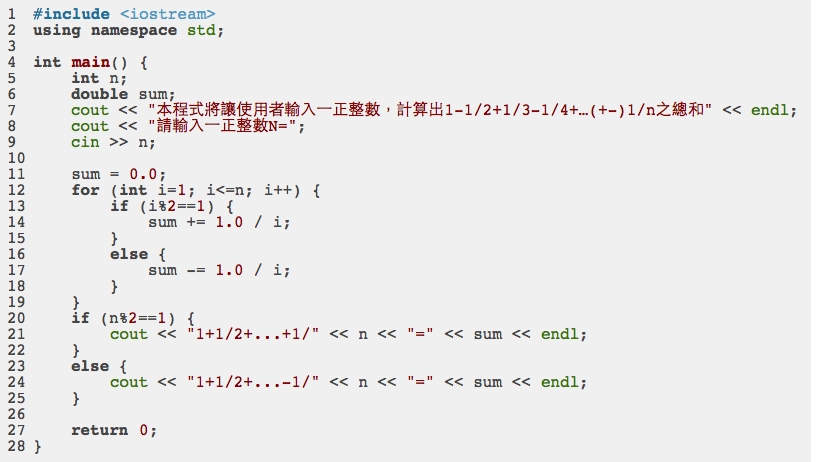 1 #include <iostream>
2 using namespace std;
3
4 int main() {
5     int n;
6     double sum;
7     cout << "本程式將讓使用者輸入一正整數，計算出1-1/2+1/3-1/4+…(+-)1/n之總和" << endl;
8     cout << "請輸入一正整數N=";
9     cin >> n;
10
11     sum = 0.0;
12     for (int i=1; i<=n; i++) {
13         if (i%2==1) {
14             sum += 1.0 / i;
15         }
16         else {
17             sum -= 1.0 / i;
18         }
19     }
20     if (n%2==1) {
21         cout << "1+1/2+...+1/" << n << "=" << sum << endl;
22     }
23     else {
24         cout << "1+1/2+...-1/" << n << "=" << sum << endl;
25     }
26
27     return 0;
28 }